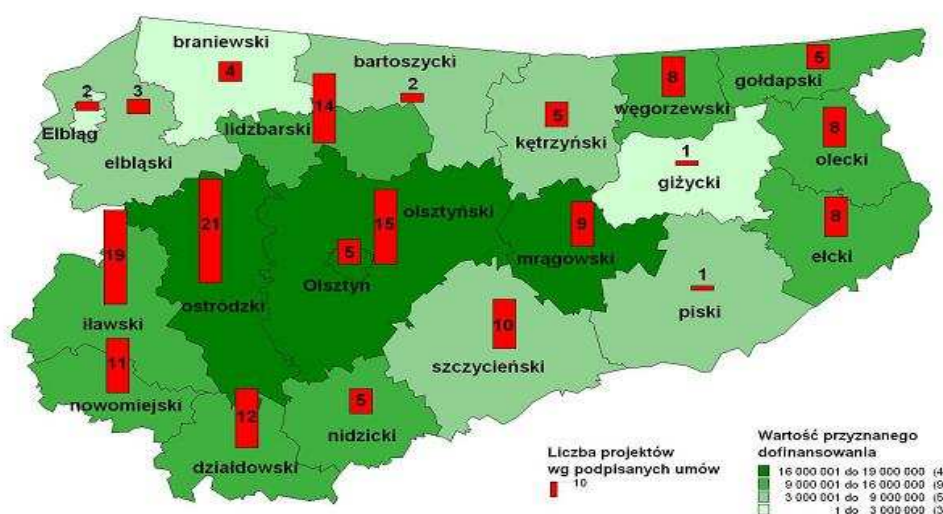 braniewski
4
bartoszycki
2
14
2
3
Elbląg
elbląski
lidzbarski
5
kętrzyński
8
węgorzewski
5
gołdapski
8
olecki
1
giżycki
8
ełcki
21
ostródzki
15
olsztyński
5
Olsztyn
9
mrągowski
1
piski
19
iławski
11
nowomiejski
10
szczycieński
12
działdowski
5
nidzicki
Liczba projektów
wg podpisanych umów
10
Wartość przyznanego
dofinansowania
16 000 001 do 19 000 000 (4
9 000 001 do 16 000 000 (9
3 000 001 do 9 000 000 (5
1 do 3 000 000 (3